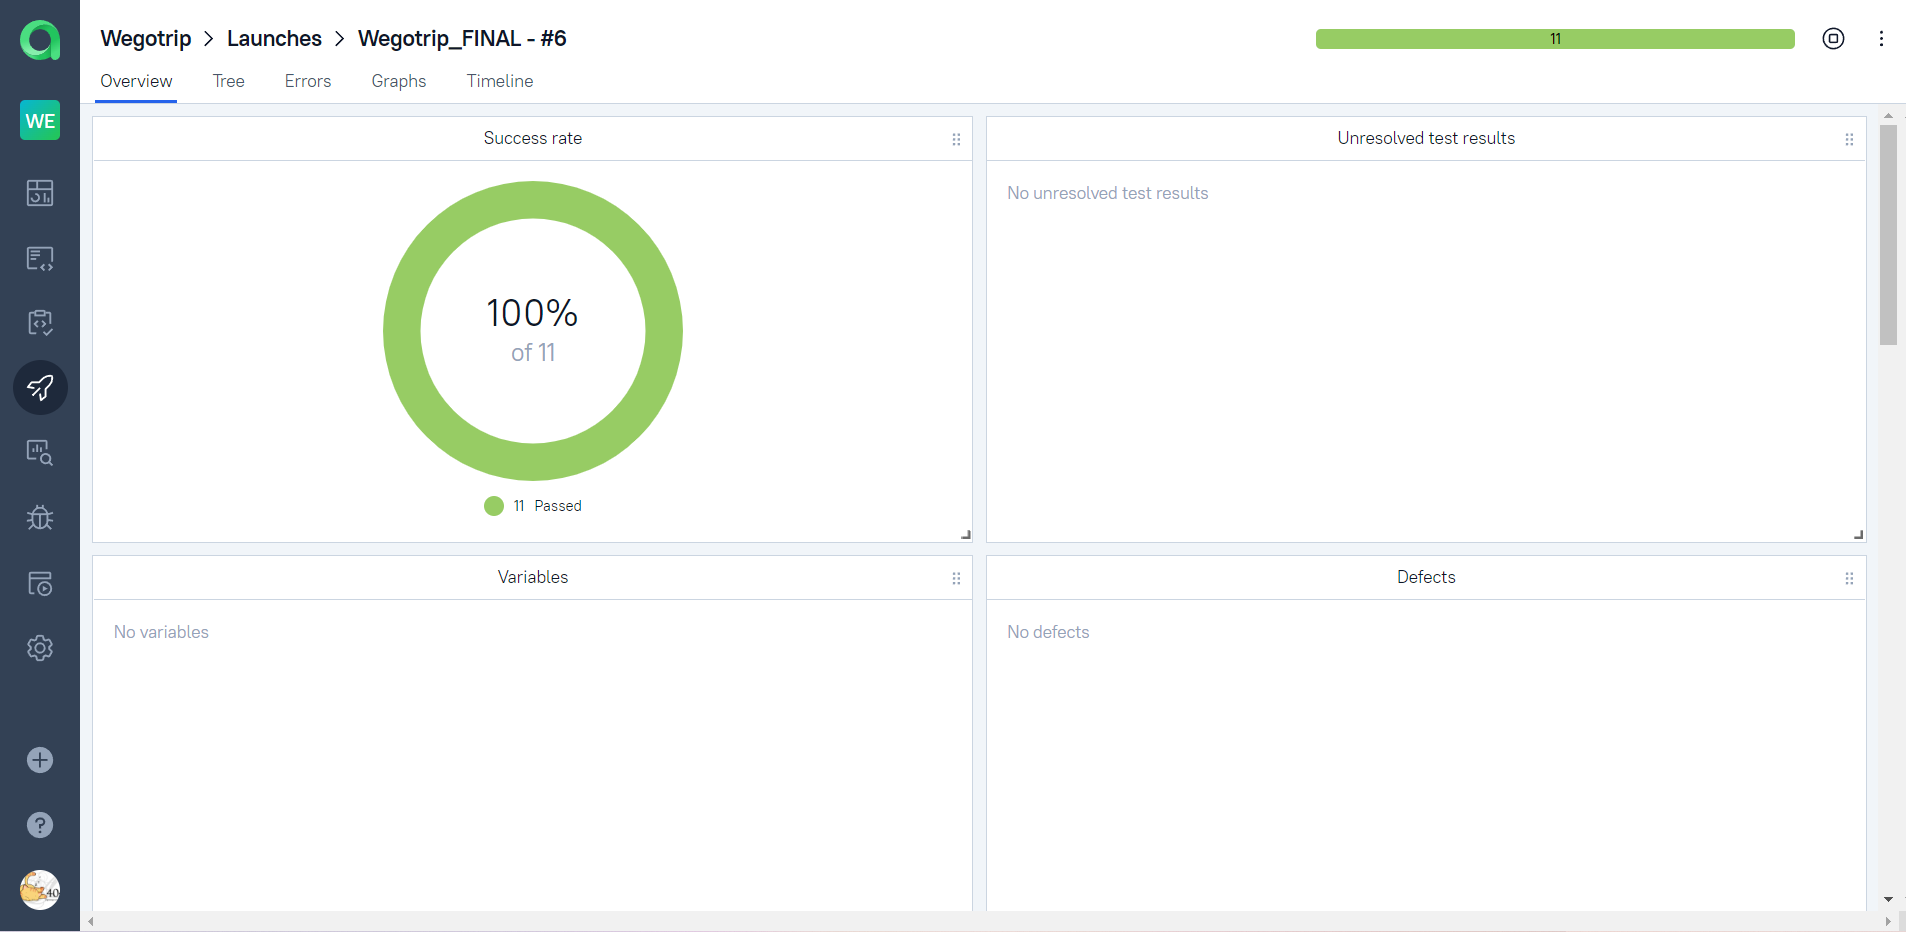 Wegotrip > Launches > Wegotrip_FINAL - #6
11
Overview Tree Errors Graphs Timeline
WE
Success rate
100%
of 11
11 Passed
Unresolved test results
No unresolved test results
Variables
No variables
Defects
No defects
?
40